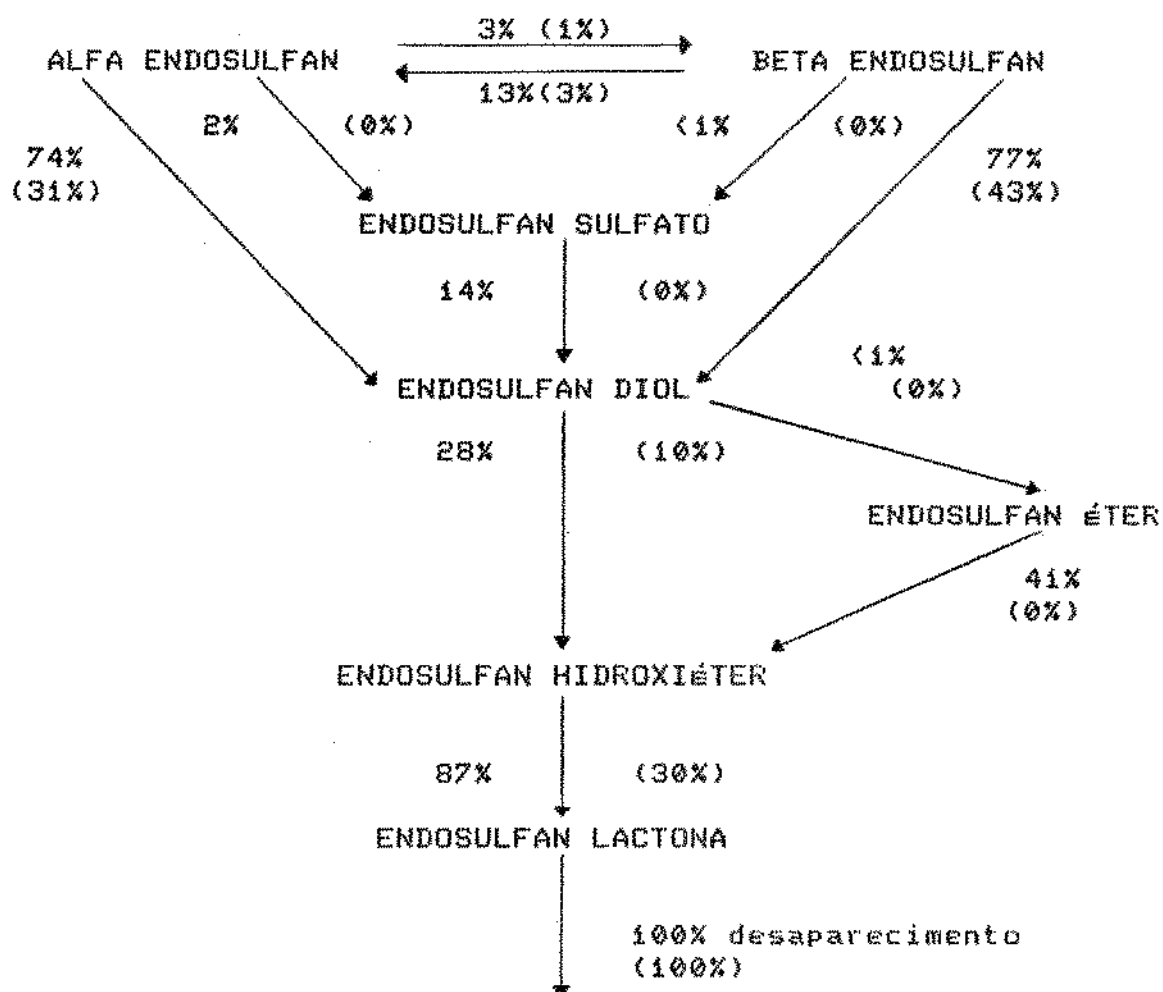 3% (1%)
ALFA ENDOSULFAN BETA ENDOSULFAN
13%(3%)
2% (0%) (1% (0%)
74% 77%
(31%) (43%)
ENDOSULFAN SULFATO
14% (0%)
(1%
ENDOSULFAN DIOL (0%)
28% (10%)
ENDOSULFAN éTER
41%
(0%)
ENDOSULFAN HIDROXIéTER
87% (30%)
ENDOSULFAN LACTONA
100% desaparecimento
(100%)